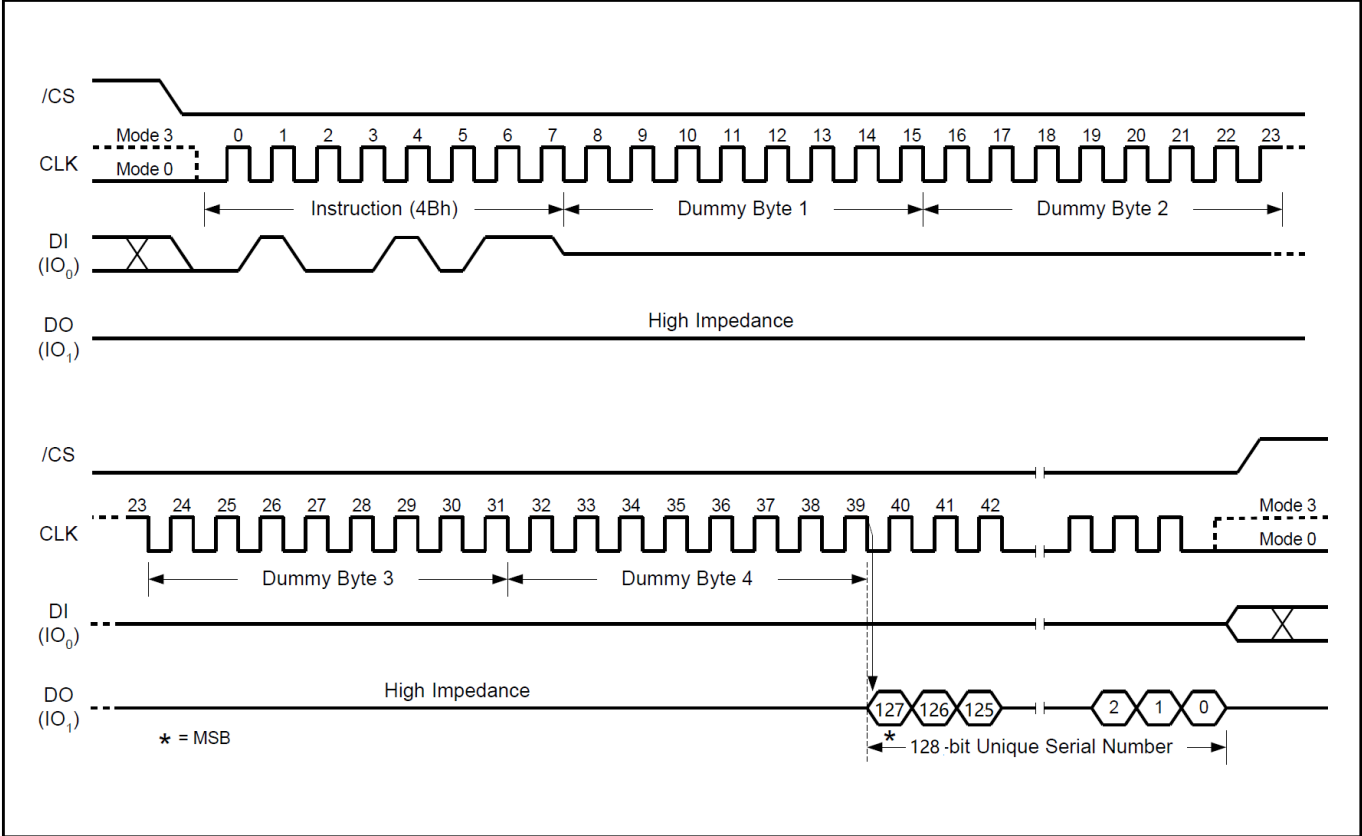 /CS
Mode 3 0 1 2 3 4 5 6 7 8 9 10 11 12 13 14 15 16 17 18 19 20 21 22 23
CLK
Mode 0
Instruction (4Bh) Dummy Byte 1 Dummy Byte 2
DI
(IO₀)
High Impedance
DO
(IO₁)
/CS
23 24 25 26 27 28 29 30 31 32 33 34 35 36 37 38 39 40 41 42 Mode 3
CLK
Mode 0
Dummy Byte 3 Dummy Byte 4
DI
(IO₀)
High Impedance
DO
(IO₁)
127 126 125 2 1 0
* = MSB
* 128 -bit Unique Serial Number